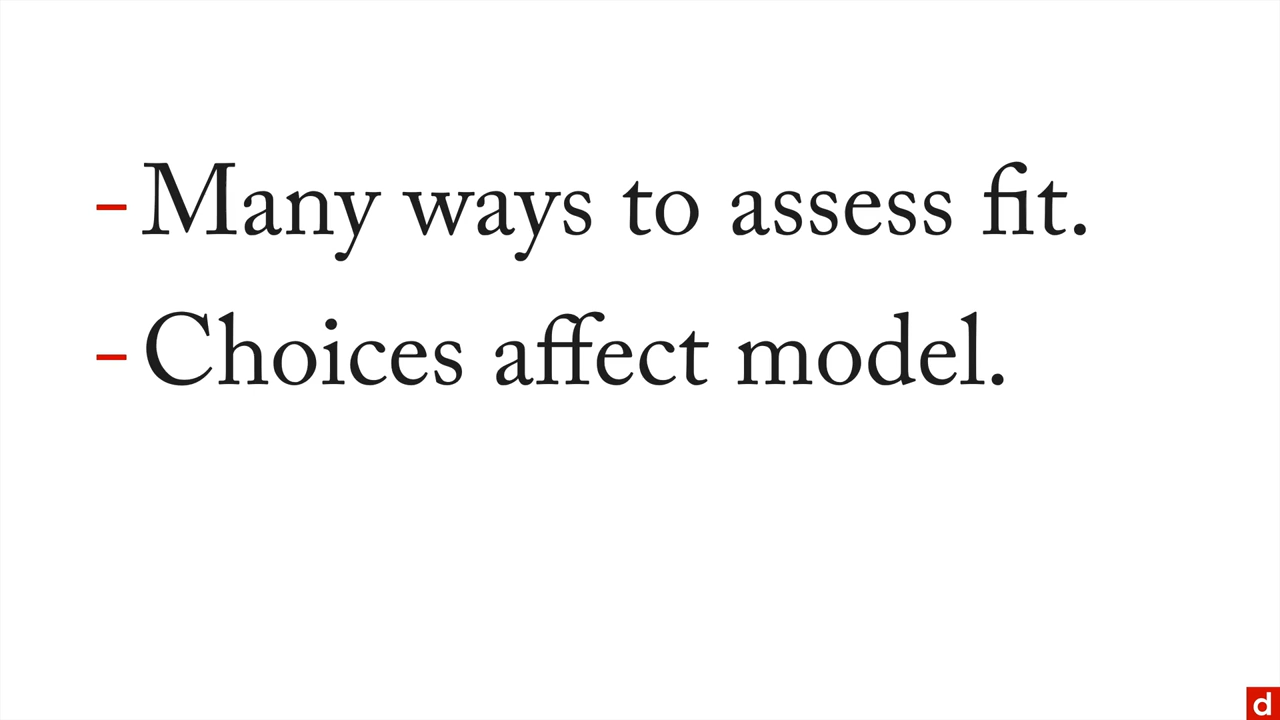 - Many ways to assess fit.
- Choices affect model.
d